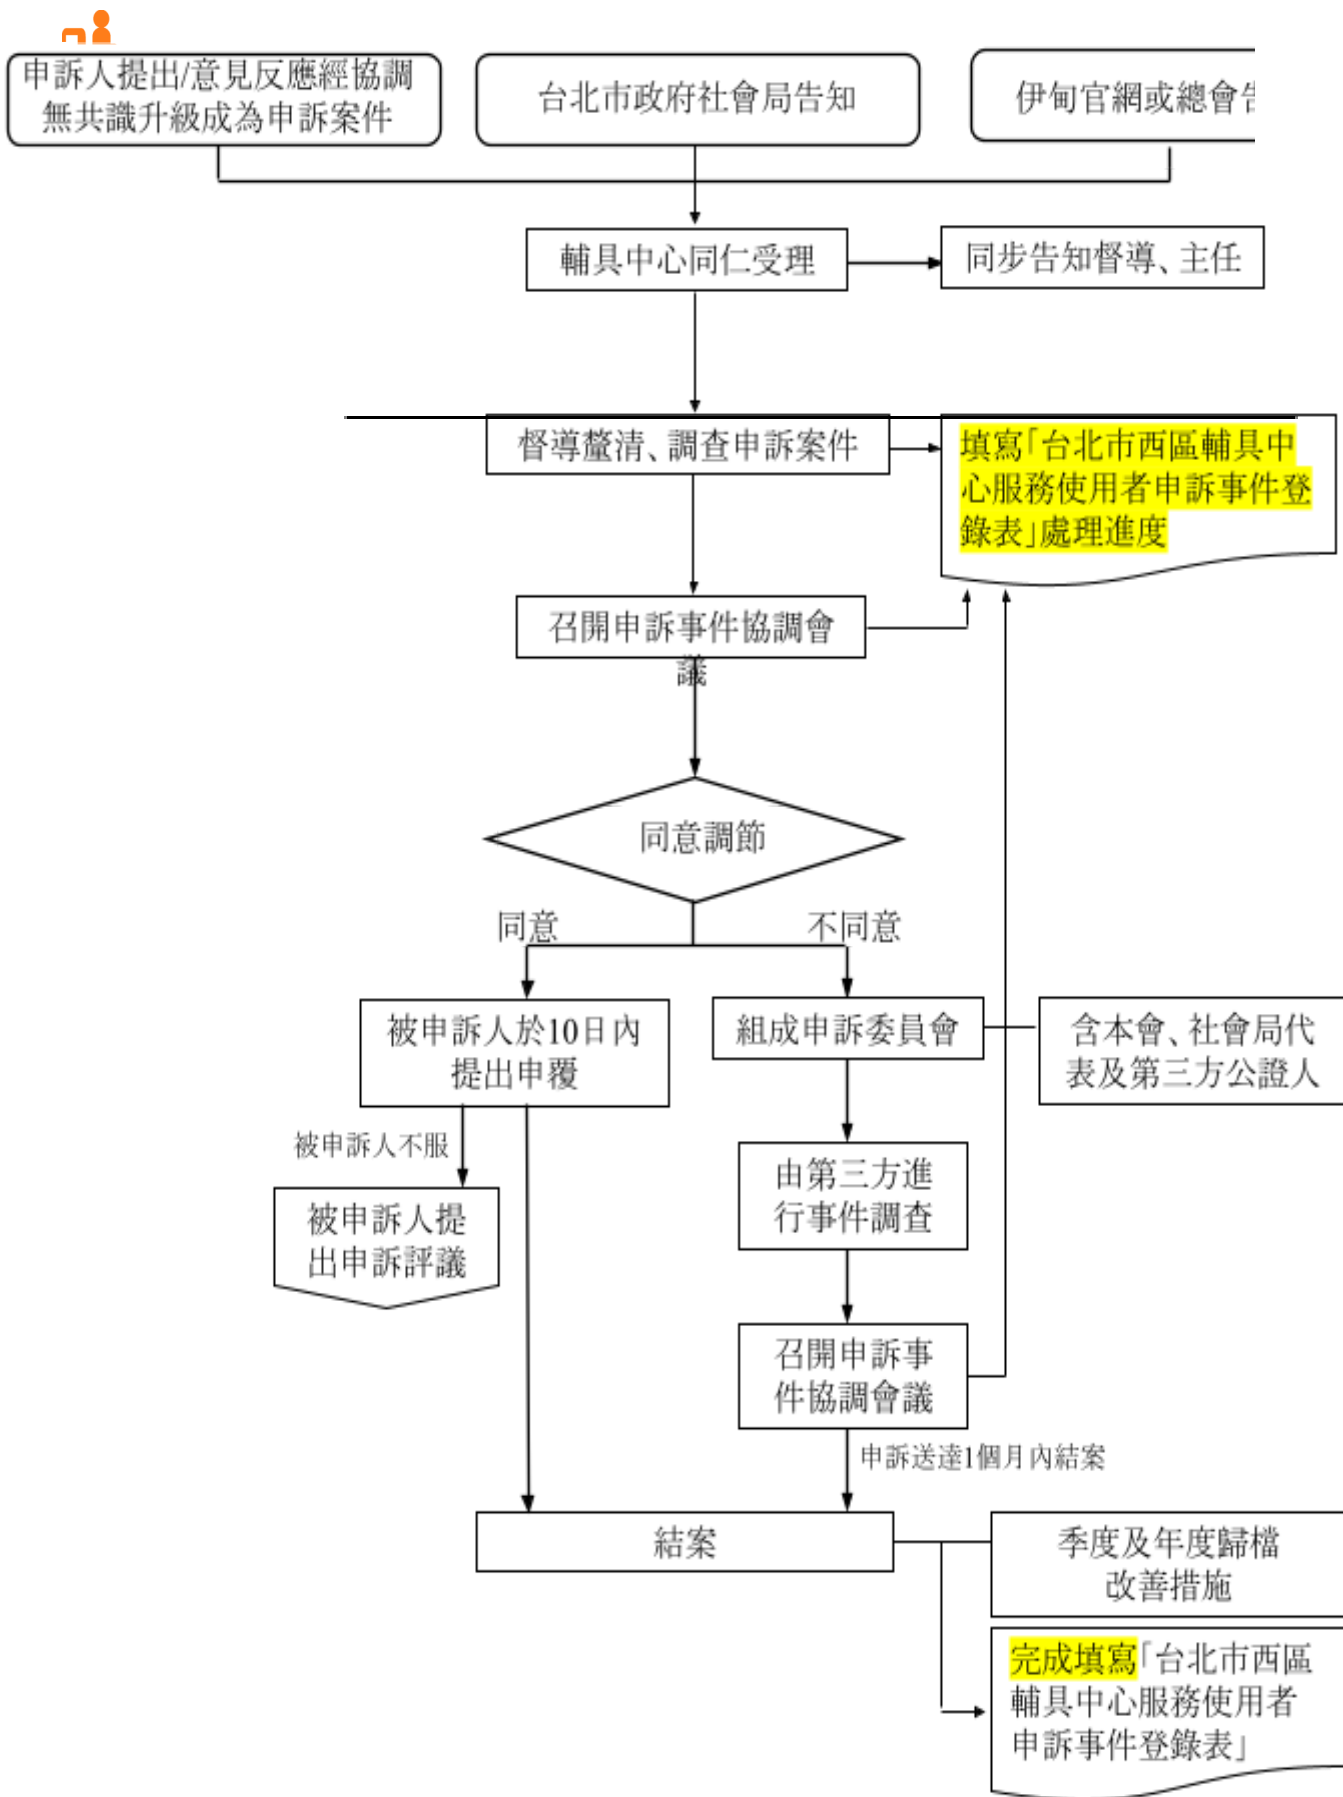 申訴人提出/意見反應經協調
無共識升級成為申訴案件
台北市政府社會局告知
伊甸官網或總會
輔具中心同仁受理
同步告知督導、主任
督導釐清、調查申訴案件
填寫「台北市西區輔具中
心服務使用者申訴事件登
錄表」處理進度
召開申訴事件協調會
議
同意調節
同意
不同意
被申訴人於10日內
提出申覆
組成申訴委員會
含本會、社會局代
表及第三方公證人
被申訴人不服
由第三方進
行事件調查
被申訴人提
出申訴評議
召開申訴事
件協調會議
申訴送達1個月內結案
結案
季度及年度歸檔
改善措施
完成填寫「台北市西區
輔具中心服務使用者
申訴事件登錄表」